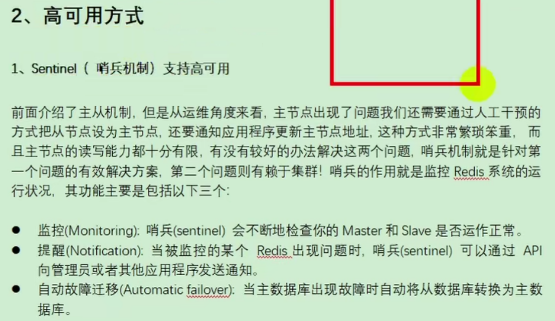 2、高可用方式
1、Sentinel（ 哨兵机制）支持高可用
前面介绍了主从机制, 但是从运维角度来看, 主节点出现了问题我们还需要通过人工干预的
方式把从节点设为主节点, 还要通知应用程序更新主节点地址, 这种方式非常繁琐笨重， 而
且主节点的读写能力都十分有限, 有没有较好的办法解决这两个问题, 哨兵机制就是针对第
一个问题的有效解决方案, 第二个问题则有赖于集群! 哨兵的作用就是监控 Redis 系统的运
行状况, 其功能主要是包括以下三个:
● 监控(Monitoring): 哨兵(sentinel) 会不断地检查你的 Master 和 Slave 是否运作正常。
● 提醒(Notification): 当被监控的某个 Redis 出现问题时, 哨兵(sentinel) 可以通过 API
向管理员或者其他应用程序发送通知。
● 自动故障迁移(Automatic failover): 当主数据库出现故障时自动将从数据库转换为主数
据库。